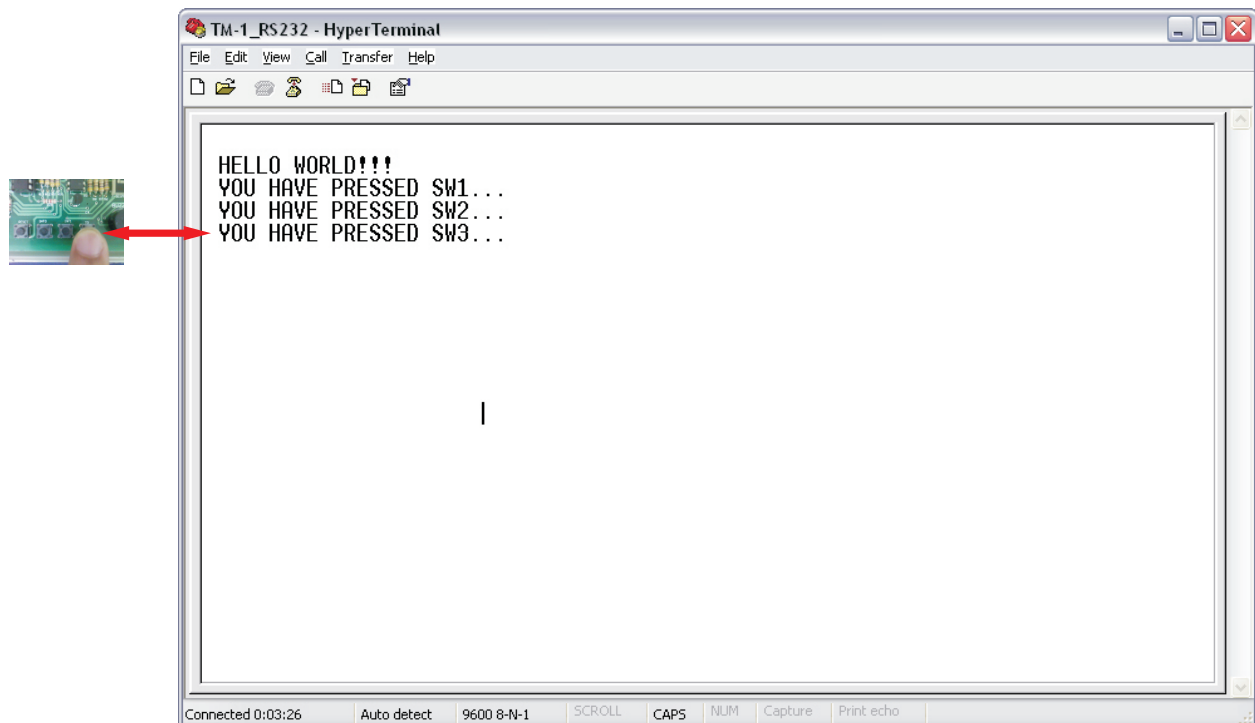 TM-1_RS232 - HyperTerminal
File Edit View Call Transfer Help
HELLO WORLD!!!
YOU HAVE PRESSED SW1...
YOU HAVE PRESSED SW2...
YOU HAVE PRESSED SW3...
Connected 0:03:26 Auto detect 9600 8-N-1 SCROLL CAPS NUM Capture Print echo